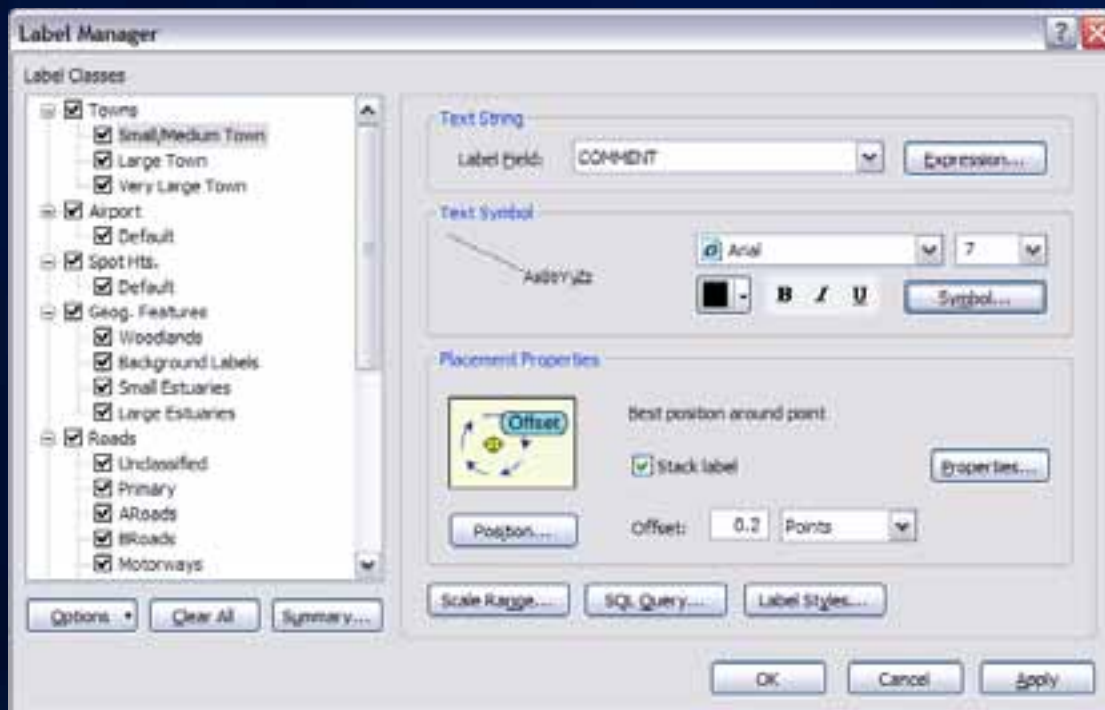 Label Manager
Label Classes
Towns
Small/Medium Town
Large Town
Very Large Town
Airport
Default
Spot Hts.
Default
Geog. Features
Woodlands
Background Labels
Small Estuaries
Large Estuaries
Roads
Unclassified
Primary
ARoads
BRoads
Motorways
Options
Clear All
Summary...
Text String
Label Field:
COMMENT
Expression...
Text Symbol
Arial
7
B I U
Symbol...
Placement Properties
Offset
Best position around point
Stack label
Properties...
Position...
Offset:
0.2
Points
Scale Range...
SQL Query...
Label Styles...
OK
Cancel
Apply